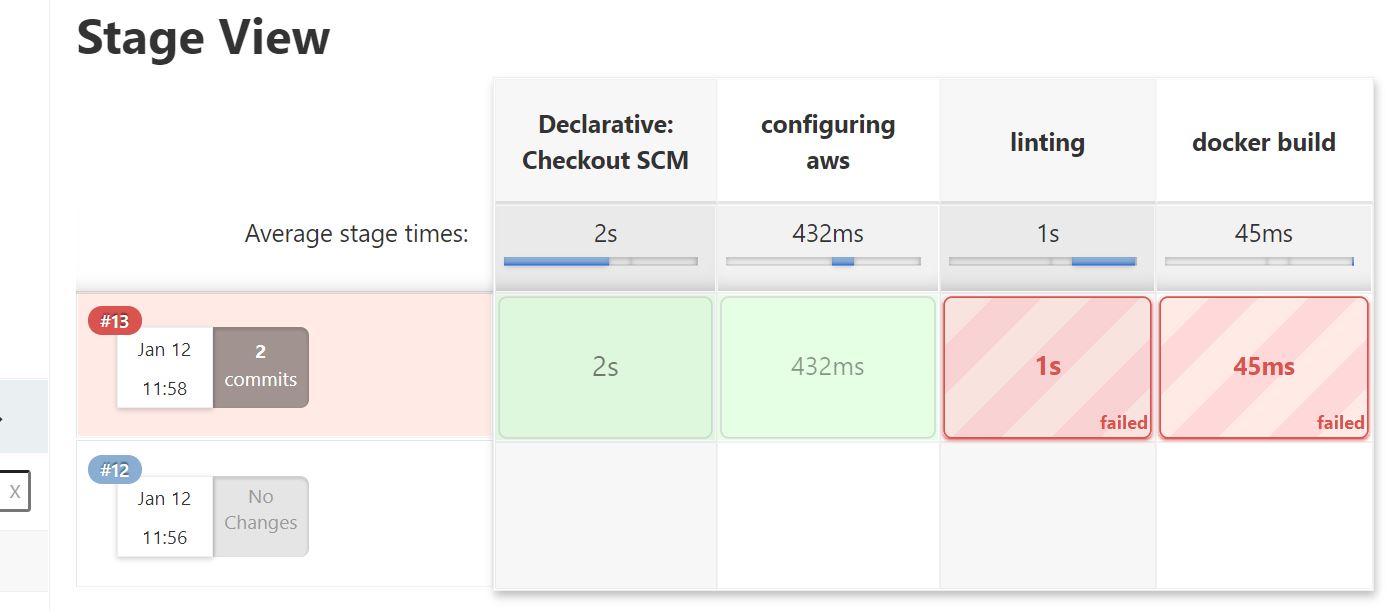 Stage View
Declarative:
Checkout SCM
configuring
aws
linting
docker build
Average stage times:
2s
432ms
1s
45ms
#13
Jan 12
11:58
2
commits
2s
432ms
1s
failed
45ms
failed
#12
Jan 12
11:56
No
Changes
X